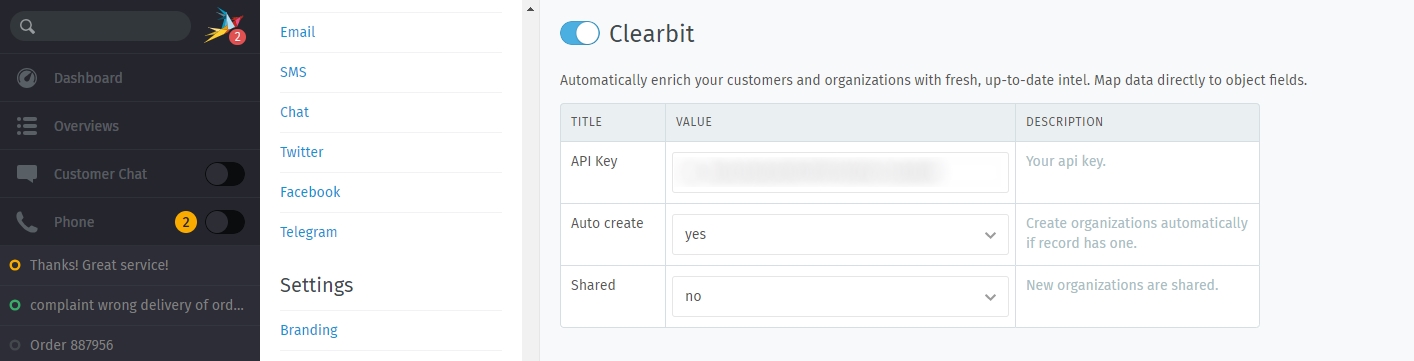 2
Dashboard
Overviews
Customer Chat
Phone 2
Thanks! Great service!
complaint wrong delivery of ord...
Order 887956
Email
SMS
Chat
Twitter
Facebook
Telegram
Settings
Branding
Clearbit
Automatically enrich your customers and organizations with fresh, up-to-date intel. Map data directly to object fields.
TITLE VALUE DESCRIPTION
API Key Your api key.
Auto create yes Create organizations automatically
if record has one.
Shared no New organizations are shared.